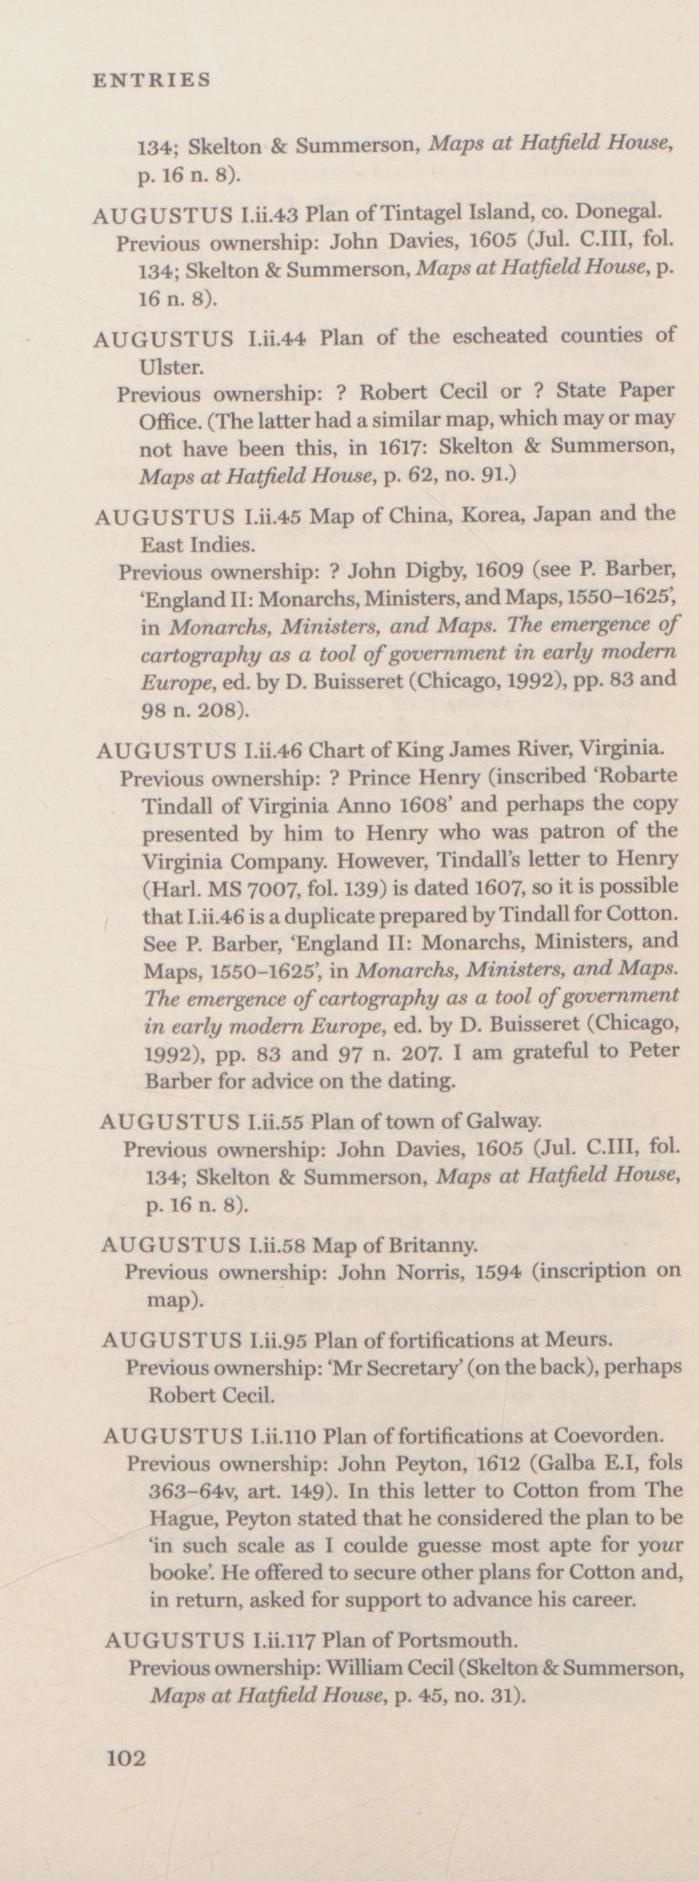 ENTRIES
134; Skelton & Summerson, Maps at Hatfield House,
p. 16 n. 8).
AUGUSTUS I.ii.43 Plan of Tintagel Island, co. Donegal.
Previous ownership: John Davies, 1605 (Jul. C.III, fol.
134; Skelton & Summerson, Maps at Hatfield House, p.
16 n. 8).
AUGUSTUS I.ii.44 Plan of the escheated counties of
Ulster.
Previous ownership: ? Robert Cecil or ? State Paper
Office. (The latter had a similar map, which may or may
not have been this, in 1617: Skelton & Summerson,
Maps at Hatfield House, p. 62, no. 91.)
AUGUSTUS I.ii.45 Map of China, Korea, Japan and the
East Indies.
Previous ownership: ? John Digby, 1609 (see P. Barber,
‘England II: Monarchs, Ministers, and Maps, 1550–1625’,
in Monarchs, Ministers, and Maps. The emergence of
cartography as a tool of government in early modern
Europe, ed. by D. Buisseret (Chicago, 1992), pp. 83 and
98 n. 208).
AUGUSTUS I.ii.46 Chart of King James River, Virginia.
Previous ownership: ? Prince Henry (inscribed ‘Robarte
Tindall of Virginia Anno 1608’ and perhaps the copy
presented by him to Henry who was patron of the
Virginia Company. However, Tindall’s letter to Henry
(Harl. MS 7007, fol. 139) is dated 1607, so it is possible
that I.ii.46 is a duplicate prepared by Tindall for Cotton.
See P. Barber, ‘England II: Monarchs, Ministers, and
Maps, 1550–1625’, in Monarchs, Ministers, and Maps.
The emergence of cartography as a tool of government
in early modern Europe, ed. by D. Buisseret (Chicago,
1992), pp. 83 and 97 n. 207. I am grateful to Peter
Barber for advice on the dating.
AUGUSTUS I.ii.55 Plan of town of Galway.
Previous ownership: John Davies, 1605 (Jul. C.III, fol.
134; Skelton & Summerson, Maps at Hatfield House,
p. 16 n. 8).
AUGUSTUS I.ii.58 Map of Britanny.
Previous ownership: John Norris, 1594 (inscription on
map).
AUGUSTUS I.ii.95 Plan of fortifications at Meurs.
Previous ownership: ‘Mr Secretary’ (on the back), perhaps
Robert Cecil.
AUGUSTUS I.ii.110 Plan of fortifications at Coevorden.
Previous ownership: John Peyton, 1612 (Galba E.I, fols
363–64v, art. 149). In this letter to Cotton from The
Hague, Peyton stated that he considered the plan to be
‘in such scale as I coulde guesse most apte for your
booke’. He offered to secure other plans for Cotton and,
in return, asked for support to advance his career.
AUGUSTUS I.ii.117 Plan of Portsmouth.
Previous ownership: William Cecil (Skelton & Summerson,
Maps at Hatfield House, p. 45, no. 31).
102